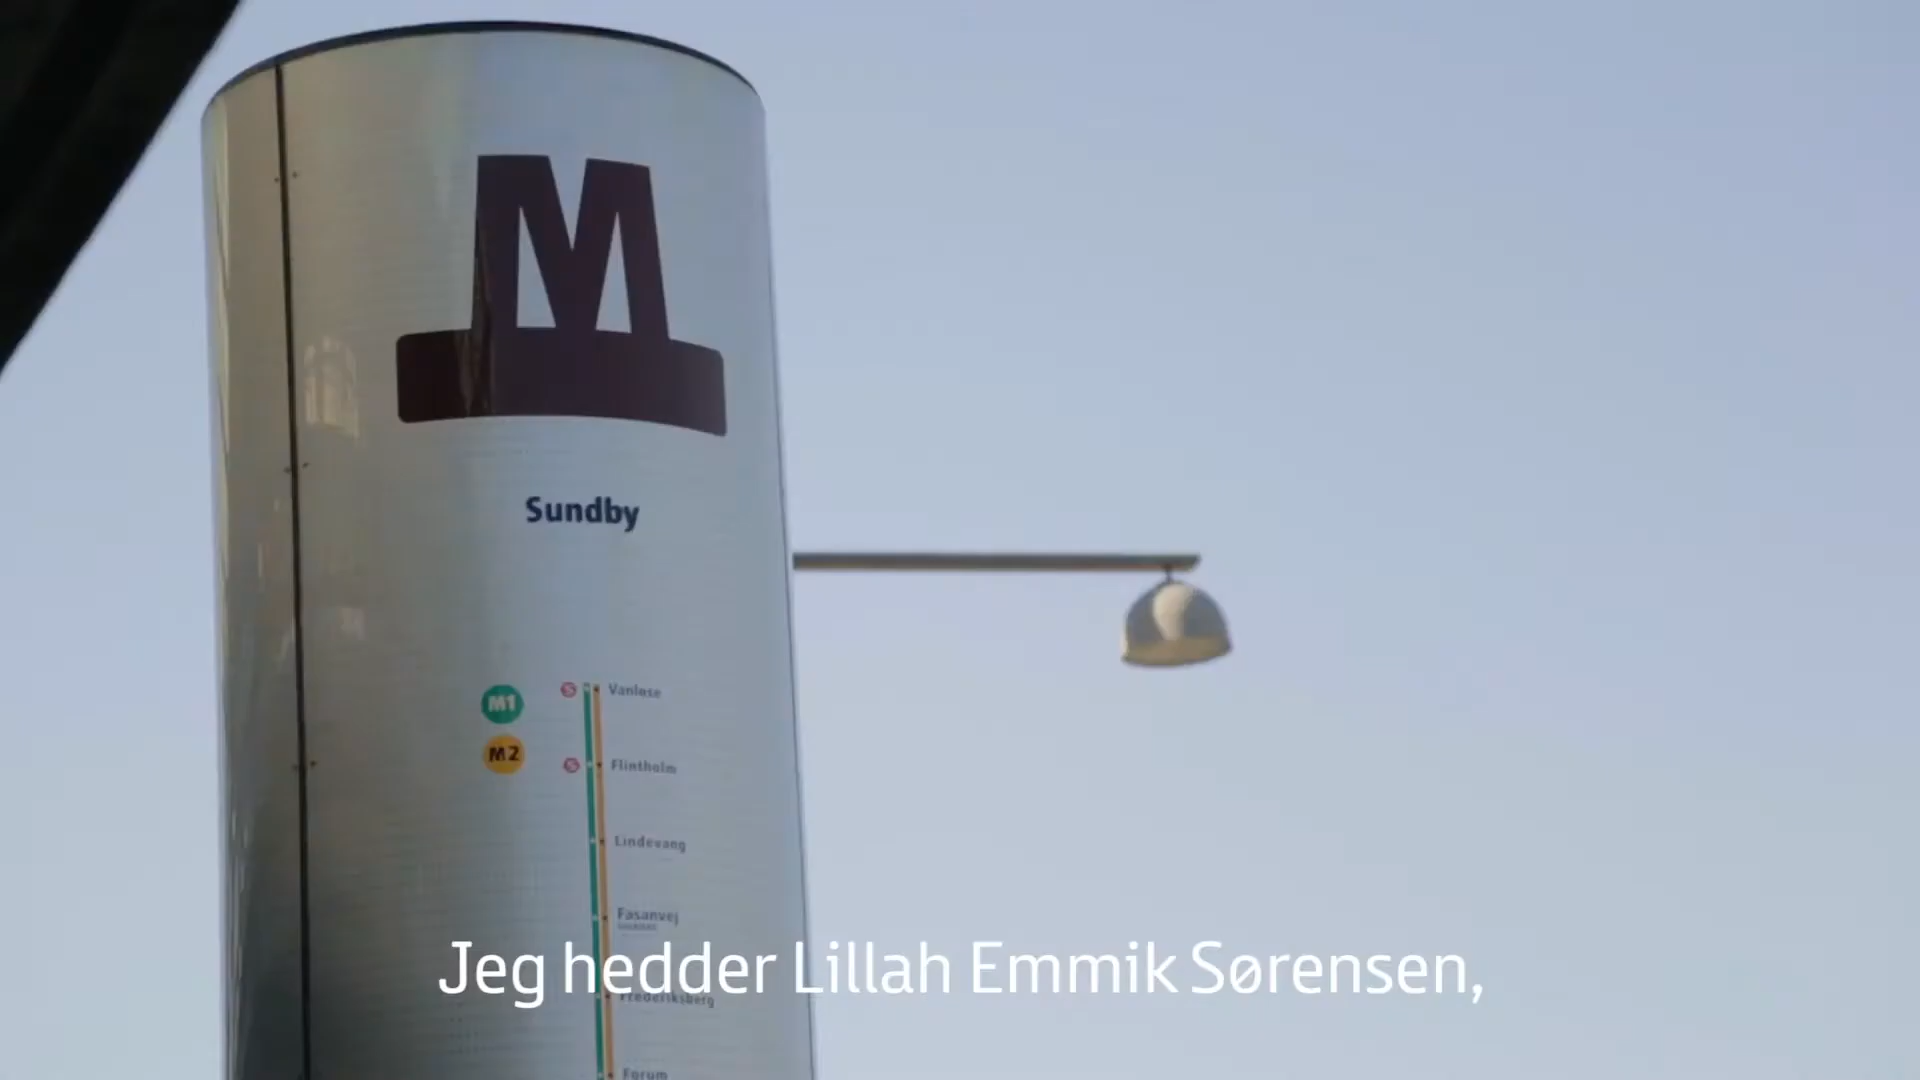 M
Sundby
M1
M2
S Vanløse
S Flintholm
Lindevang
Fasanvej
Frederiksberg
Forum
Jeg hedder Lillah Emmik Sørensen,